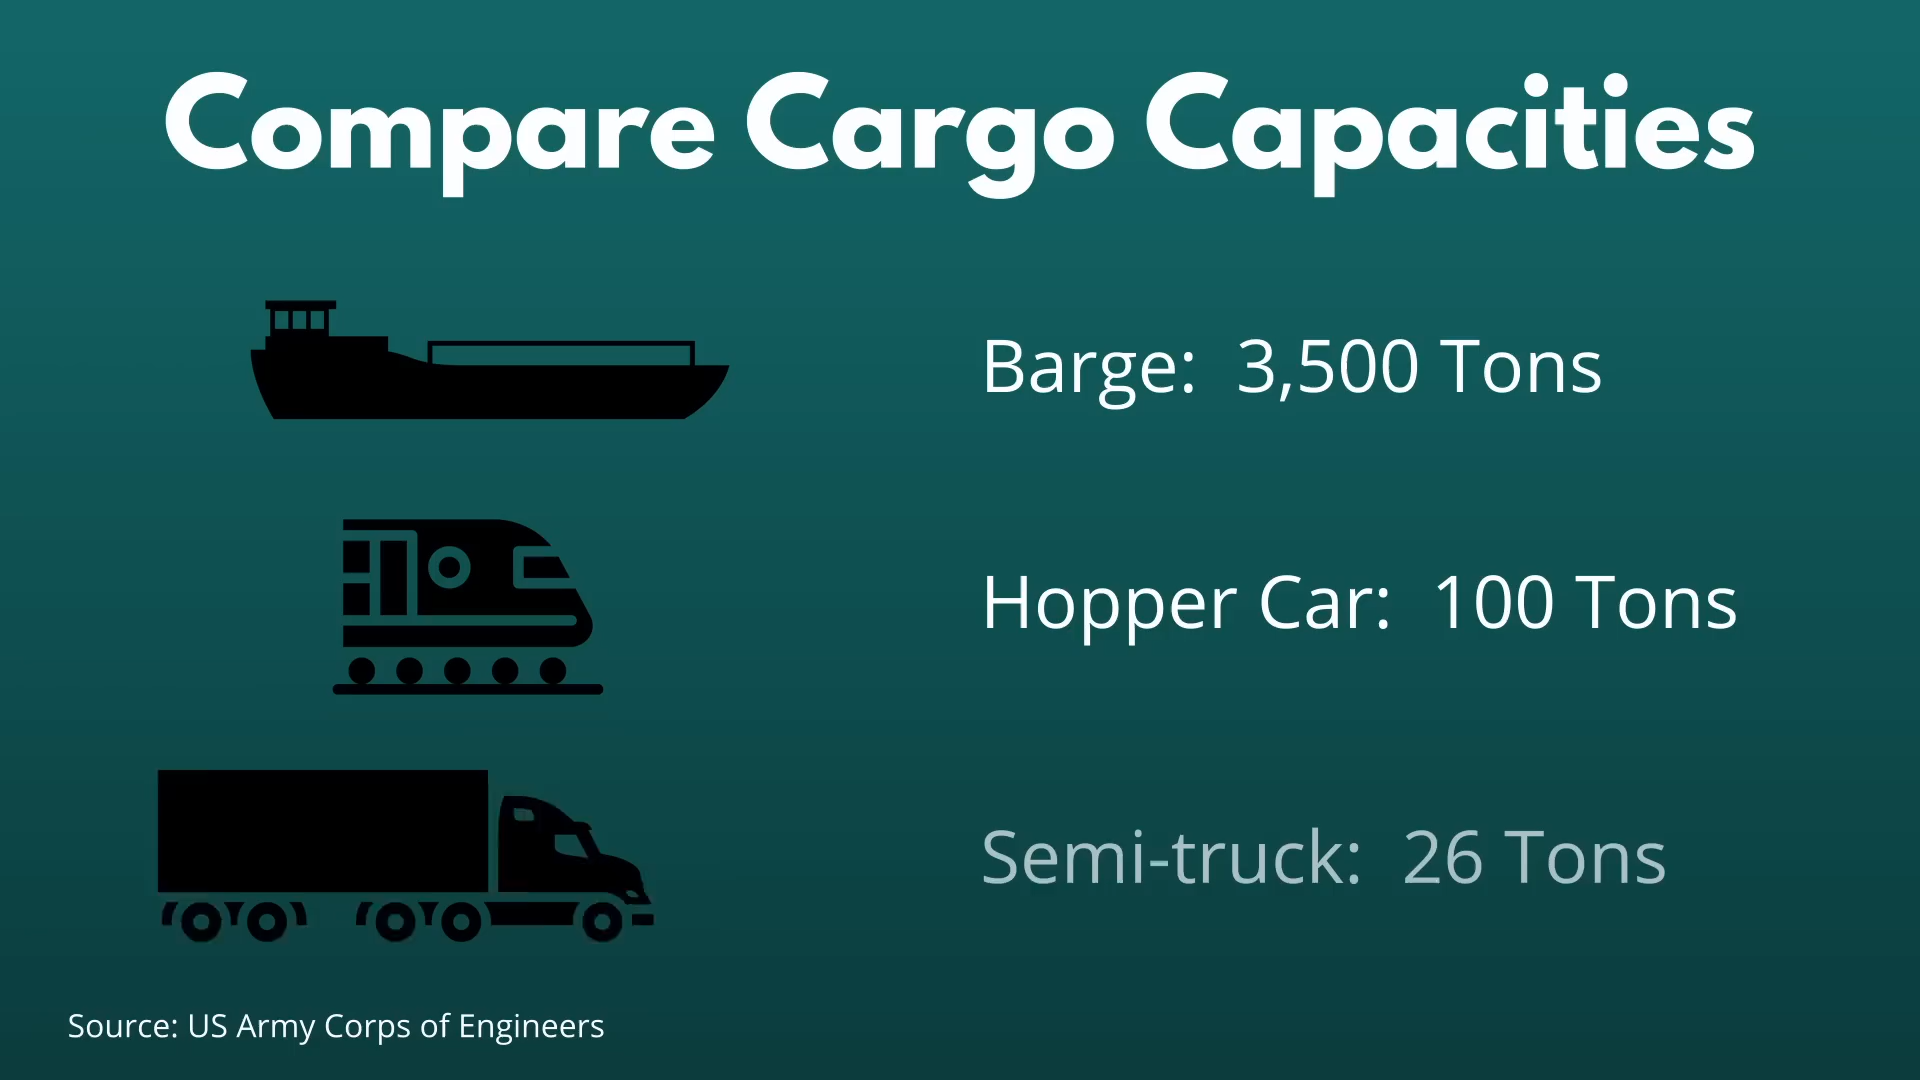 Compare Cargo Capacities
Barge:  3,500 Tons
Hopper Car:  100 Tons
Semi-truck:  26 Tons
Source: US Army Corps of Engineers